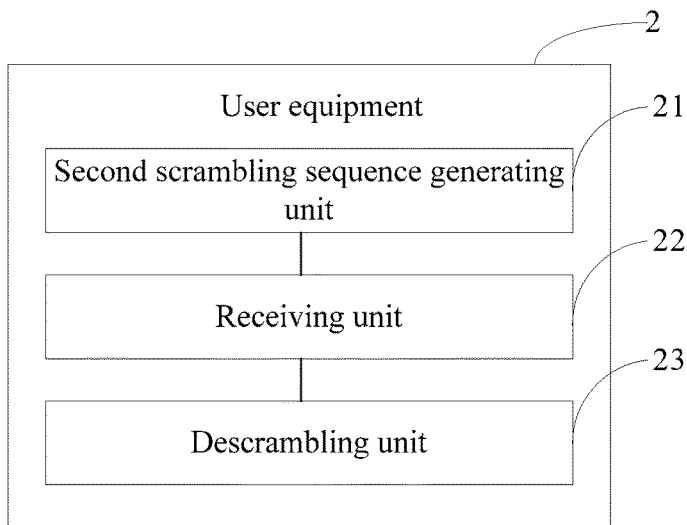 2
User equipment
21
Second scrambling sequence generating
unit
22
Receiving unit
23
Descrambling unit